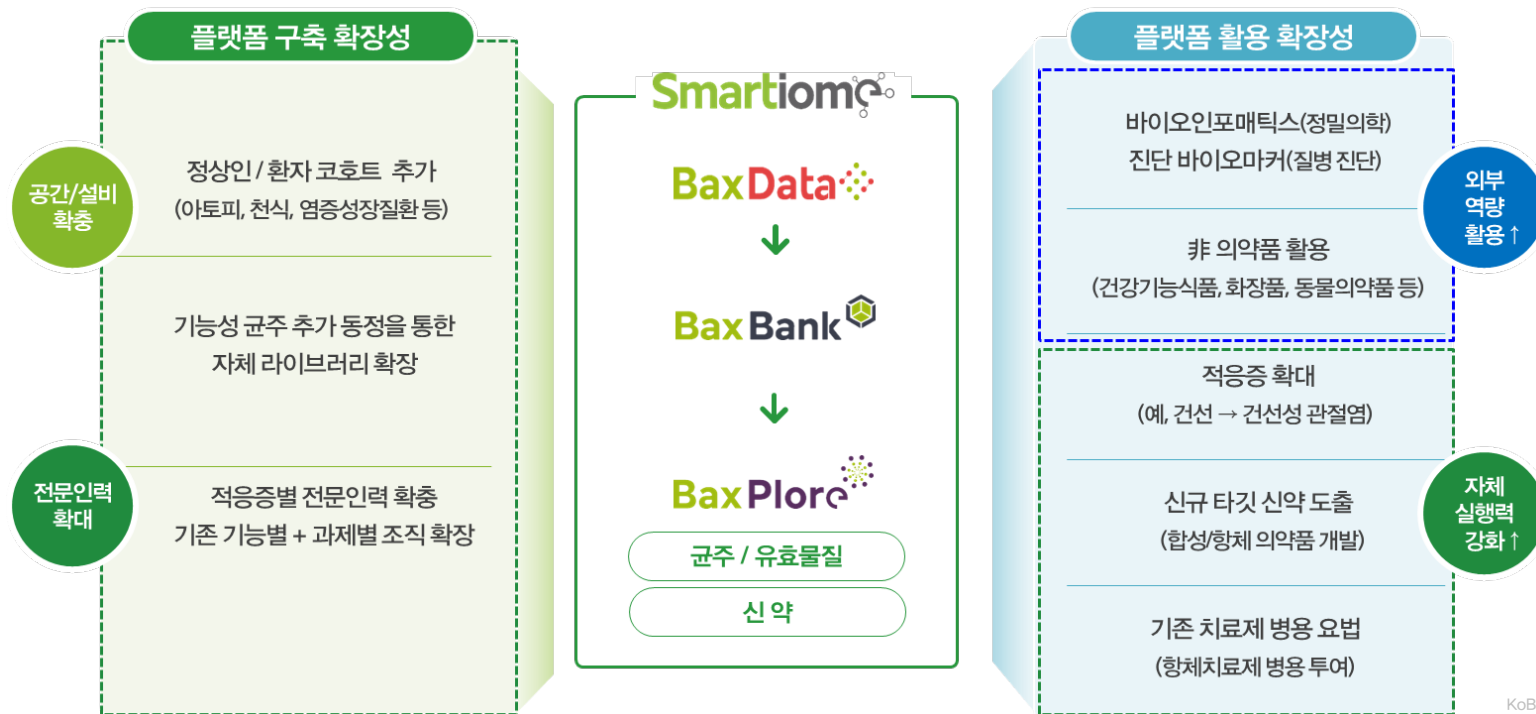 플랫폼 구축 확장성
공간/설비
확충
정상인 / 환자 코호트 추가
(아토피, 천식, 염증성장질환 등)
기능성 균주 추가 동정을 통한
자체 라이브러리 확장
전문인력
확대
적응증별 전문인력 확충
기존 기능별 + 과제별 조직 확장
Smartiome
BaxData
BaxBank
BaxPlore
균주 / 유효물질
신 약
플랫폼 활용 확장성
바이오인포매틱스(정밀의학)
진단 바이오마커(질병 진단)
非 의약품 활용
(건강기능식품, 화장품, 동물의약품 등)
외부
역량
활용 ↑
적응증 확대
(예, 건선 → 건선성 관절염)
신규 타깃 신약 도출
(합성/항체 의약품 개발)
기존 치료제 병용 요법
(항체치료제 병용 투여)
자체
실행력
강화 ↑
KoB